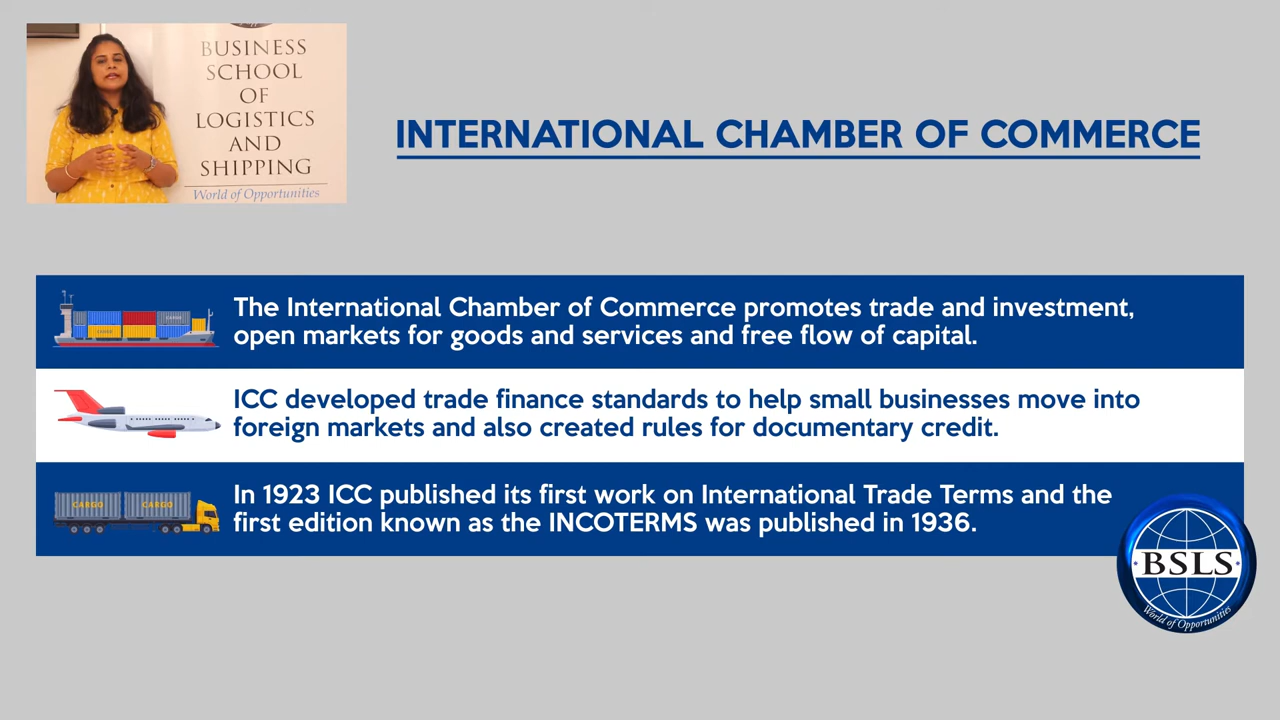 BUSINESS
SCHOOL
OF
LOGISTICS
AND
SHIPPING
World of Opportunities
INTERNATIONAL CHAMBER OF COMMERCE
The International Chamber of Commerce promotes trade and investment,
open markets for goods and services and free flow of capital.
ICC developed trade finance standards to help small businesses move into
foreign markets and also created rules for documentary credit.
CARGO CARGO
In 1923 ICC published its first work on International Trade Terms and the
first edition known as the INCOTERMS was published in 1936.
BSLS
World of Opportunities